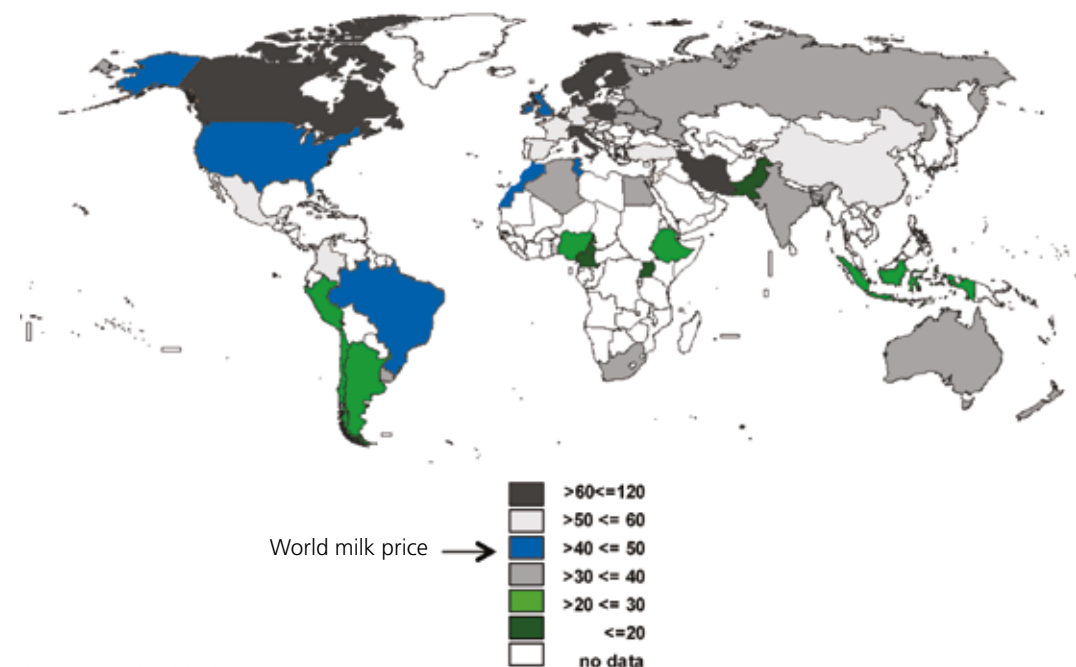 >60<=120
>50 <= 60
World milk price
>40 <= 50
>30 <= 40
>20 <= 30
<=20
no data